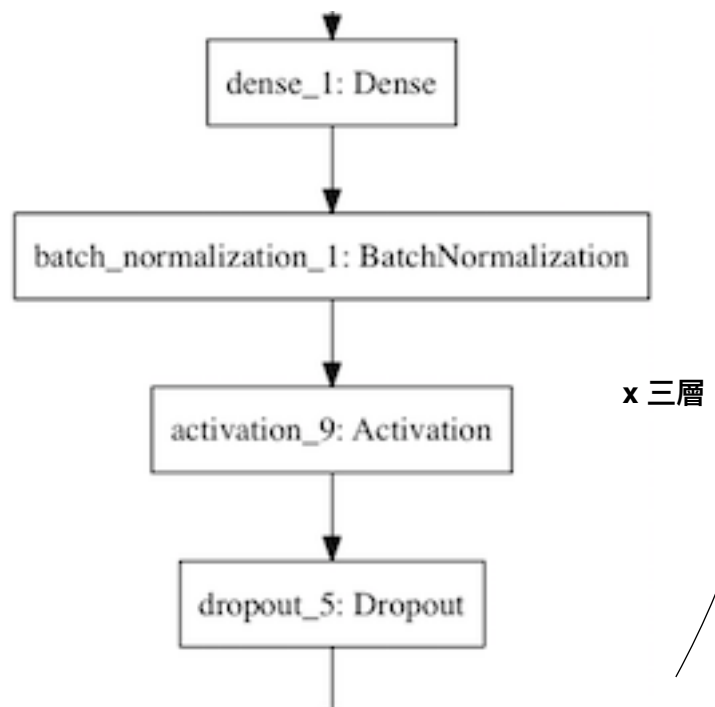 dense_1: Dense
batch_normalization_1: BatchNormalization
x 三層
activation_9: Activation
dropout_5: Dropout